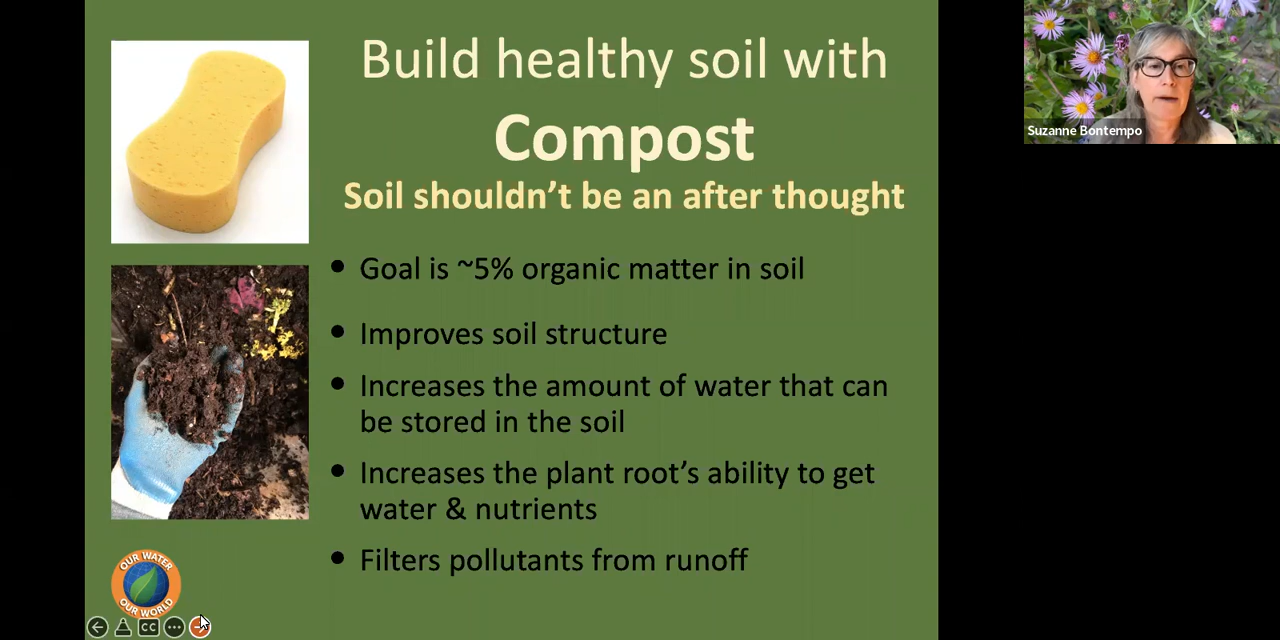 Build healthy soil with
Compost
Soil shouldn't be an after thought
• Goal is ~5% organic matter in soil
• Improves soil structure
• Increases the amount of water that can
be stored in the soil
• Increases the plant root's ability to get
water & nutrients
• Filters pollutants from runoff
OUR WATER
OUR WORLD
CC
Suzanne Bontempo